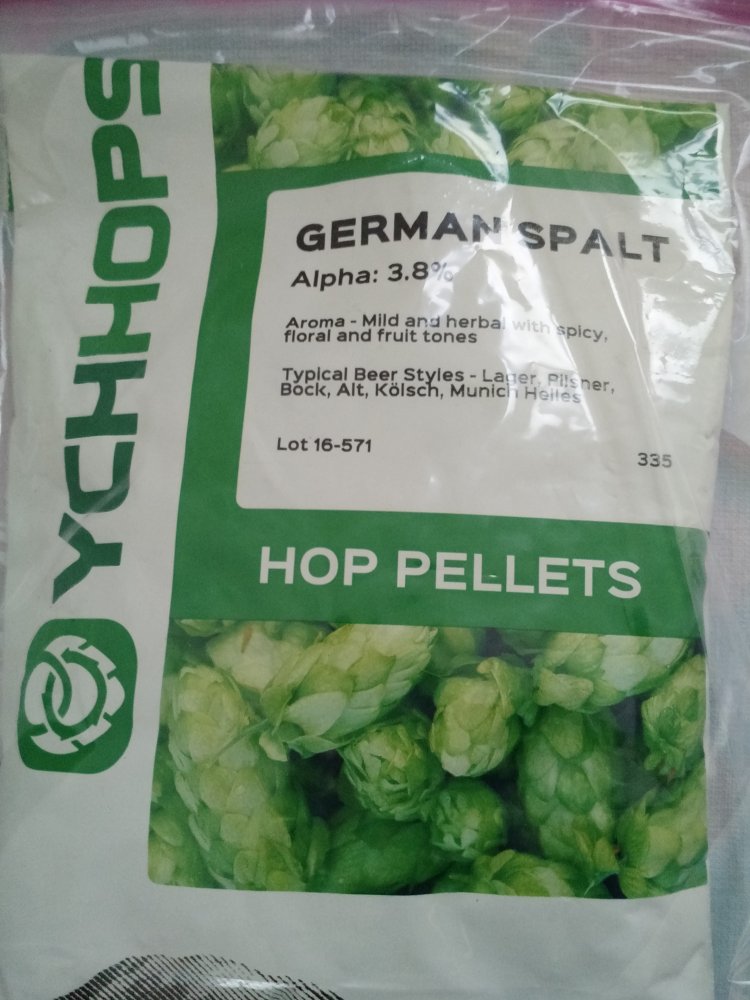 YCHHOPS
GERMAN SPALT
Alpha: 3.8%
Aroma - Mild and herbal with spicy,
floral and fruit tones
Typical Beer Styles - Lager, Pilsner,
Bock, Alt, Kölsch, Munich Helles
Lot 16-571
335
HOP PELLETS